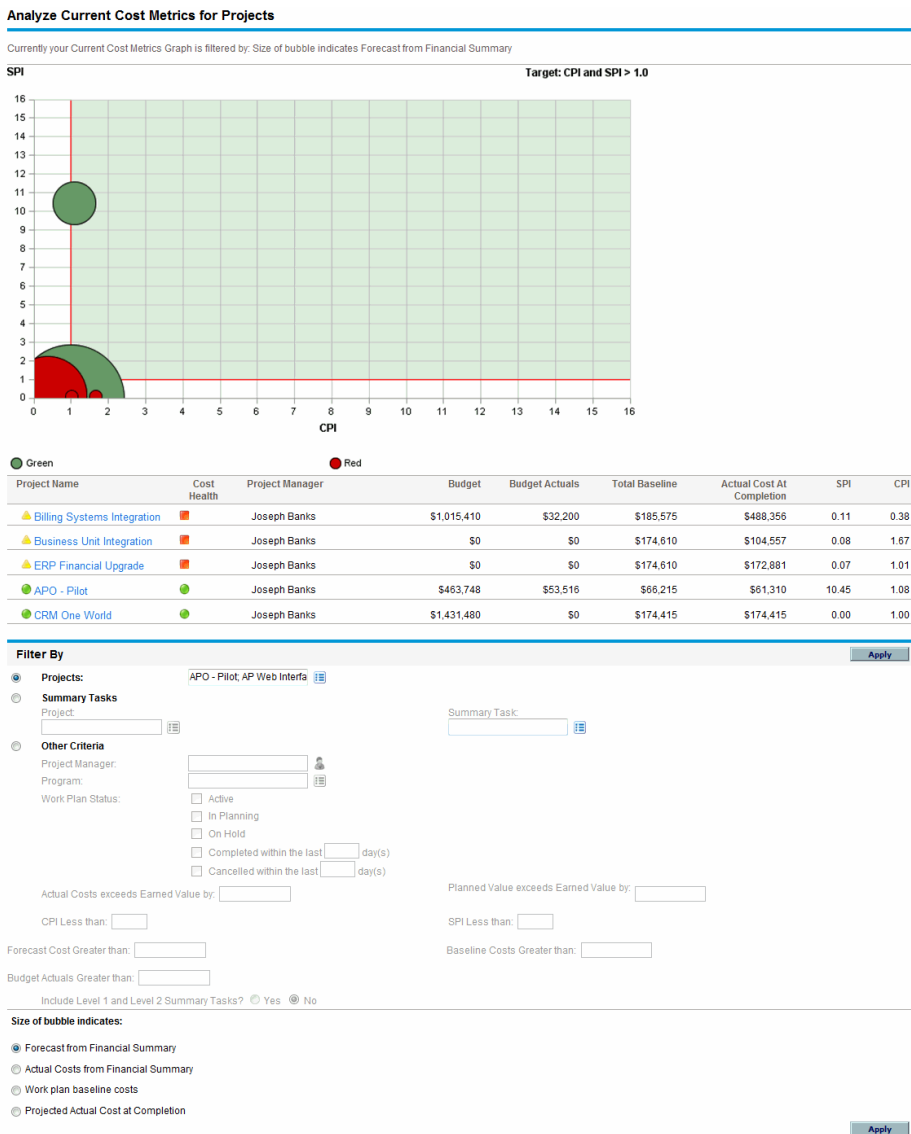 Analyze Current Cost Metrics for Projects
Currently your Current Cost Metrics Graph is filtered by: Size of bubble indicates Forecast from Financial Summary
SPI
Target: CPI and SPI > 1.0
16
15
14
13
12
11
10
9
8
7
6
5
4
3
2
1
0
0 1 2 3 4 5 6 7 8 9 10 11 12 13 14 15 16
CPI
Green Red
Project Name Cost Health Project Manager Budget Budget Actuals Total Baseline Actual Cost At Completion SPI CPI
Billing Systems Integration Joseph Banks $1,015,410 $32,200 $185,575 $488,356 0.11 0.38
Business Unit Integration Joseph Banks $0 $0 $174,610 $104,557 0.08 1.67
ERP Financial Upgrade Joseph Banks $0 $0 $174,610 $172,881 0.07 1.01
APO - Pilot Joseph Banks $463,748 $53,516 $66,215 $61,310 10.45 1.08
CRM One World Joseph Banks $1,431,480 $0 $174,415 $174,415 0.00 1.00
Filter By Apply
Projects: APO - Pilot; AP Web Interfa
Summary Tasks
Project: Summary Task:
Other Criteria
Project Manager:
Program:
Work Plan Status: Active
In Planning
On Hold
Completed within the last day(s)
Cancelled within the last day(s)
Actual Costs exceeds Earned Value by: Planned Value exceeds Earned Value by:
CPI Less than: SPI Less than:
Forecast Cost Greater than: Baseline Costs Greater than:
Budget Actuals Greater than:
Include Level 1 and Level 2 Summary Tasks? Yes No
Size of bubble indicates:
Forecast from Financial Summary
Actual Costs from Financial Summary
Work plan baseline costs
Projected Actual Cost at Completion
Apply